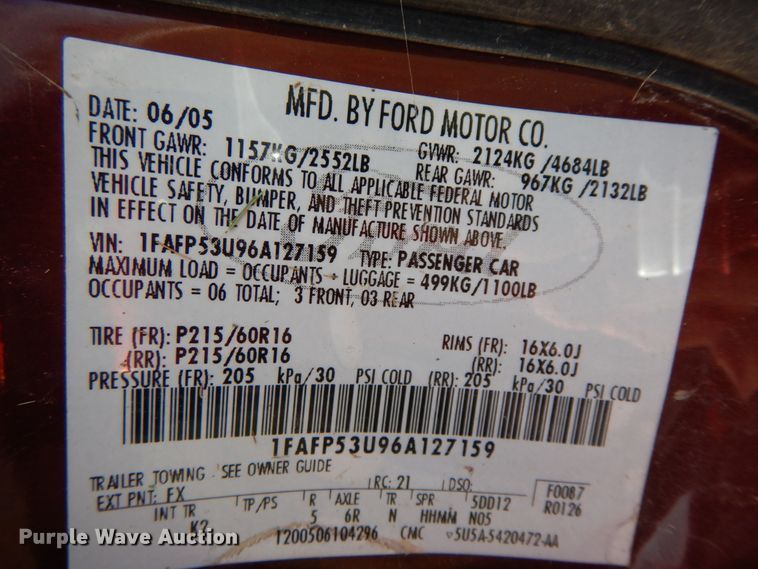 MFD. BY FORD MOTOR CO.
DATE: 06/05
FRONT GAWR: 1157KG/2552LB GVWR: 2124KG /4684LB
REAR GAWR: 967KG /2132LB
THIS VEHICLE CONFORMS TO ALL APPLICABLE FEDERAL MOTOR
VEHICLE SAFETY, BUMPER, AND THEFT PREVENTION STANDARDS
IN EFFECT ON THE DATE OF MANUFACTURE SHOWN ABOVE.
VIN: 1FAFP53U96A127159 TYPE: PASSENGER CAR
MAXIMUM LOAD = OCCUPANTS + LUGGAGE = 499KG/1100LB
OCCUPANTS = 06 TOTAL; 3 FRONT, 03 REAR
TIRE (FR): P215/60R16 RIMS (FR): 16X6.0J
(RR): P215/60R16 (RR): 16X6.0J
PRESSURE (FR): 205 kPa/30 PSI COLD (RR): 205 kPa/30 PSI COLD
1FAFP53U96A127159
TRAILER TOWING - SEE OWNER GUIDE
EXT PNT: FX RC: 21 DSO: F0087
R0126
INT TR TP/PS R AXLE TR SPR 5DD12
K2 5 6R N HHMM N05
1200506104296 CMC 5U5A-5420472-AA
Purple Wave Auction